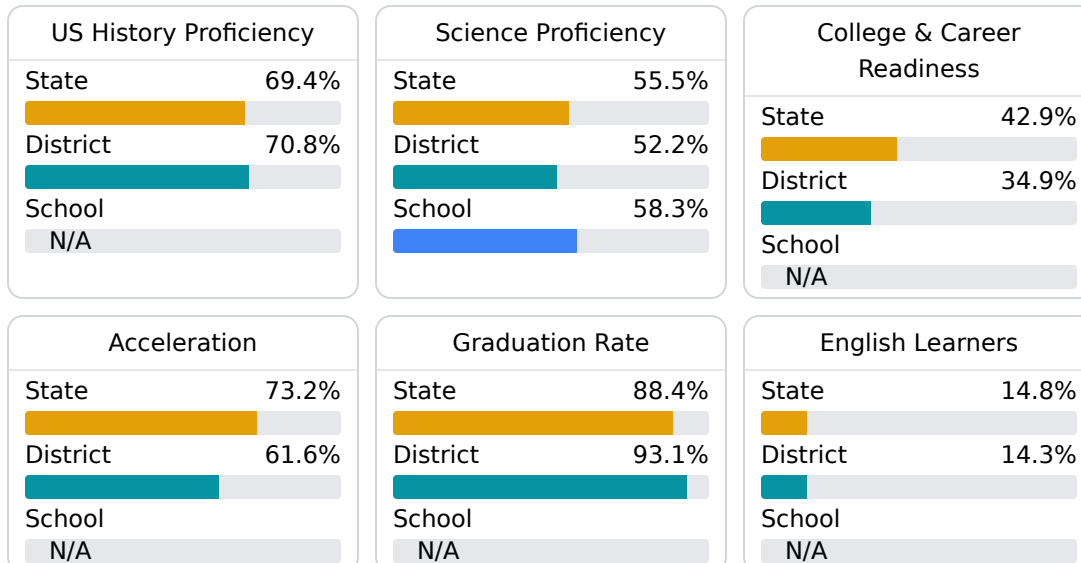 US History Proficiency
State 69.4%
District 70.8%
School
N/A
Science Proficiency
State 55.5%
District 52.2%
School 58.3%
College & Career
Readiness
State 42.9%
District 34.9%
School
N/A
Acceleration
State 73.2%
District 61.6%
School
N/A
Graduation Rate
State 88.4%
District 93.1%
School
N/A
English Learners
State 14.8%
District 14.3%
School
N/A